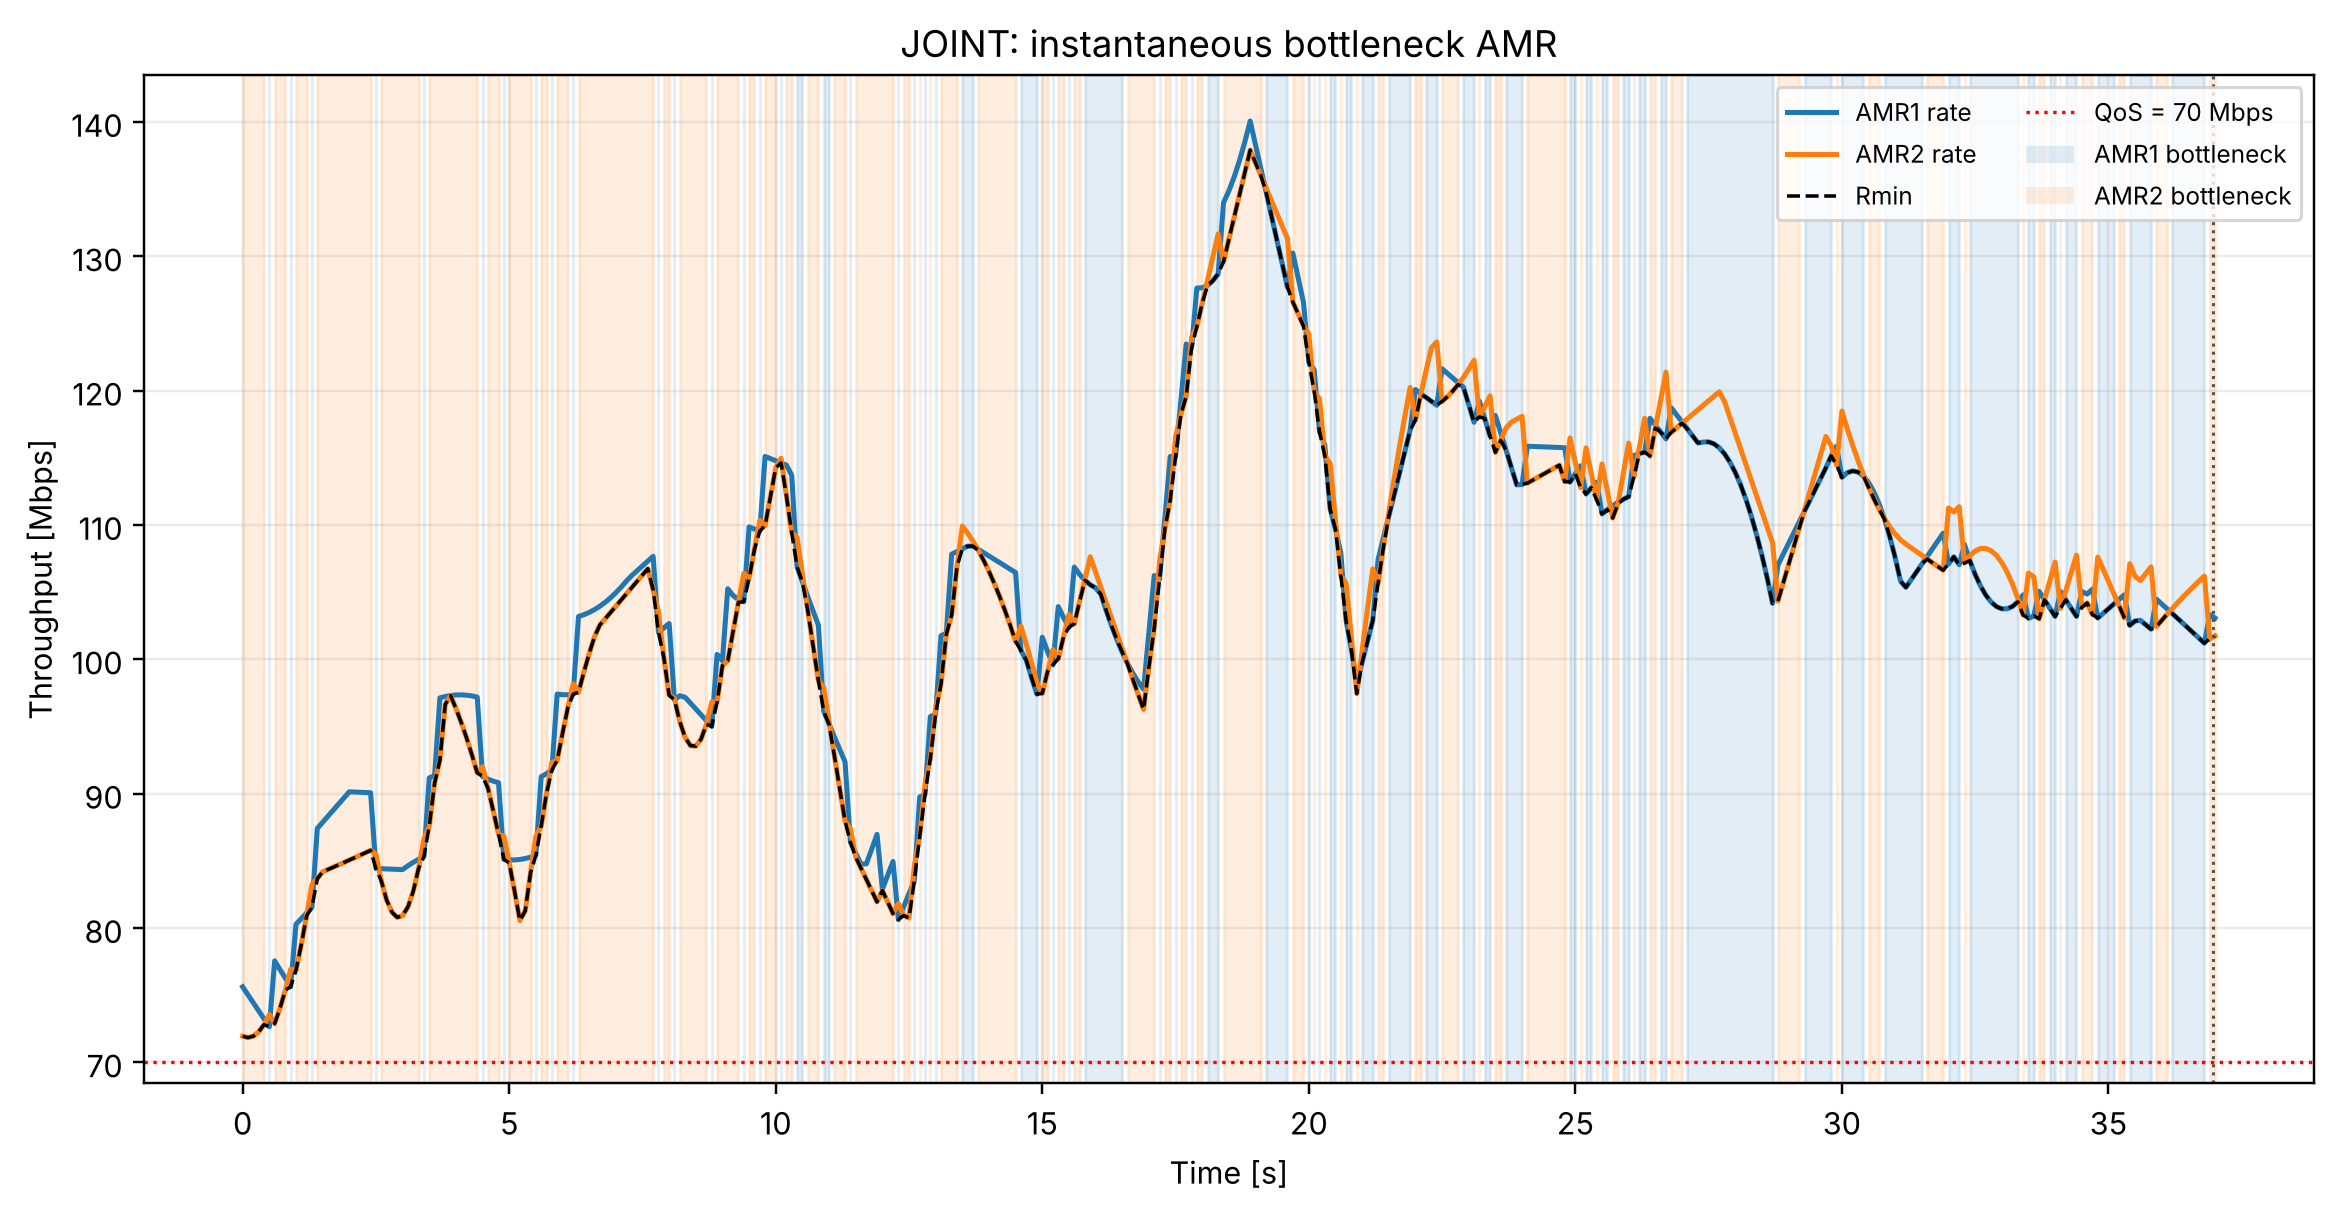 JOINT: instantaneous bottleneck AMR
AMR1 rate
AMR2 rate
Rmin
QoS = 70 Mbps
AMR1 bottleneck
AMR2 bottleneck
Throughput [Mbps]
140
130
120
110
100
90
80
70
0 5 10 15 20 25 30 35
Time [s]